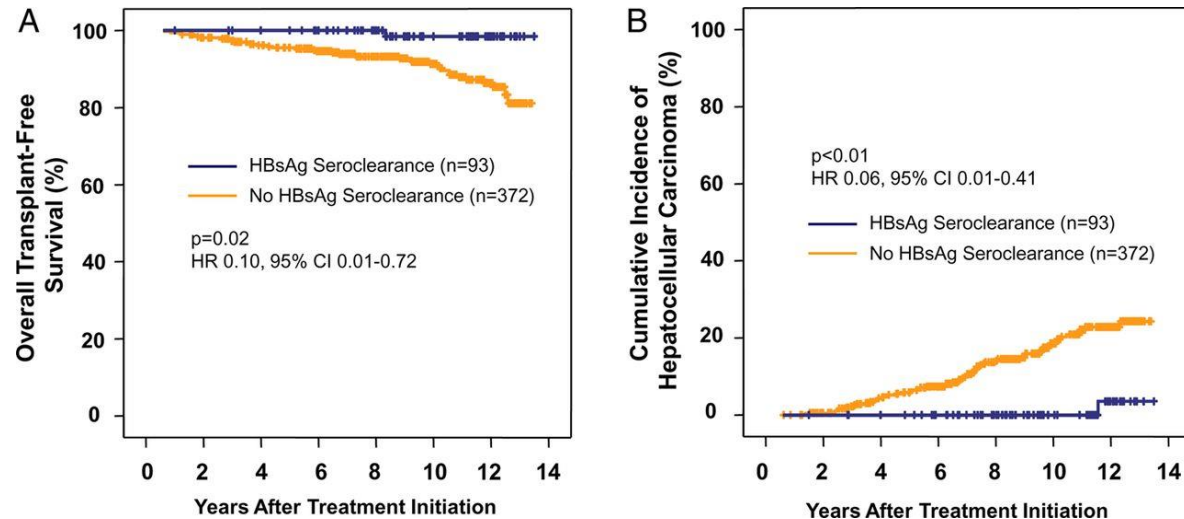 A
Overall Transplant-Free
Survival (%)
100
80
60
40
20
0
HBsAg Seroclearance (n=93)
No HBsAg Seroclearance (n=372)
p=0.02
HR 0.10, 95% CI 0.01-0.72
0 2 4 6 8 10 12 14
Years After Treatment Initiation
B
Cumulative Incidence of
Hepatocellular Carcinoma (%)
100
80
60
40
20
0
p<0.01
HR 0.06, 95% CI 0.01-0.41
HBsAg Seroclearance (n=93)
No HBsAg Seroclearance (n=372)
0 2 4 6 8 10 12 14
Years After Treatment Initiation